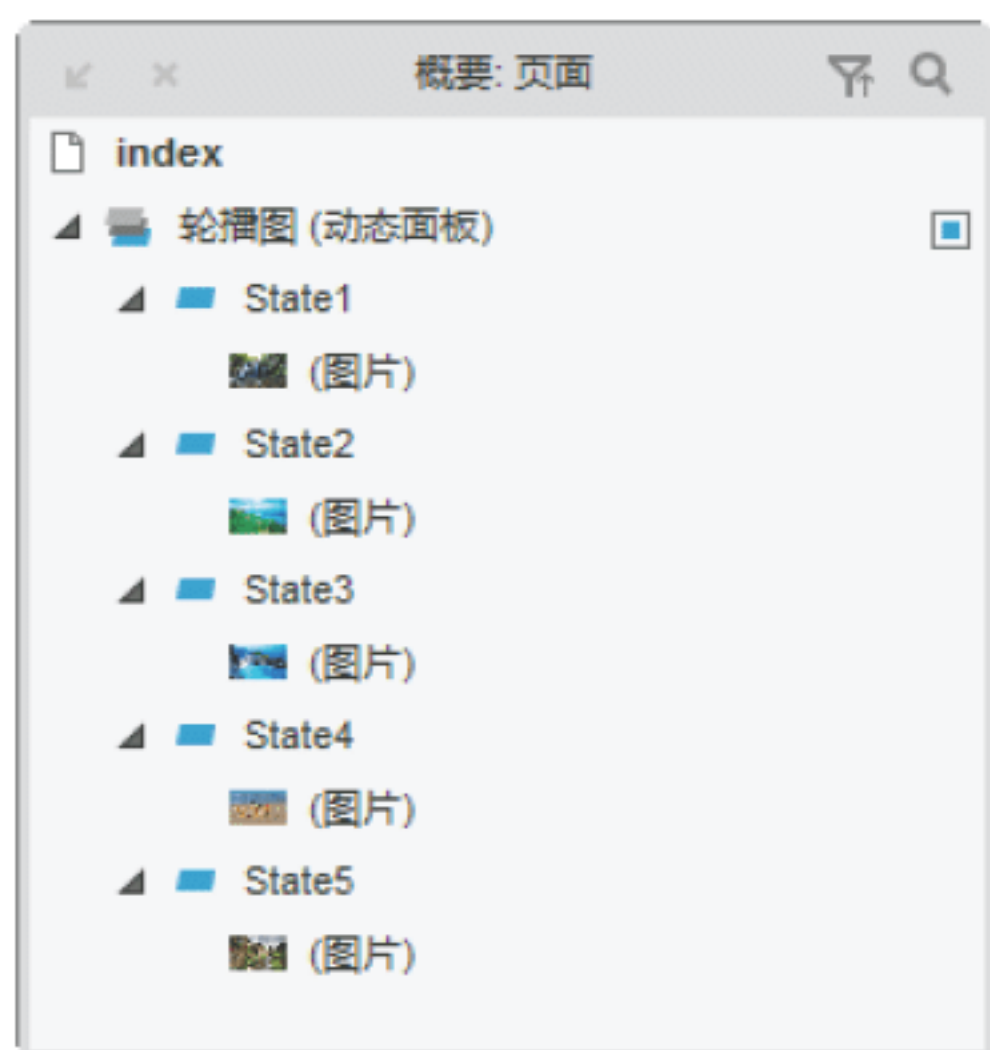 概要: 页面
index
轮播图 (动态面板)
State1
(图片)
State2
(图片)
State3
(图片)
State4
(图片)
State5
(图片)